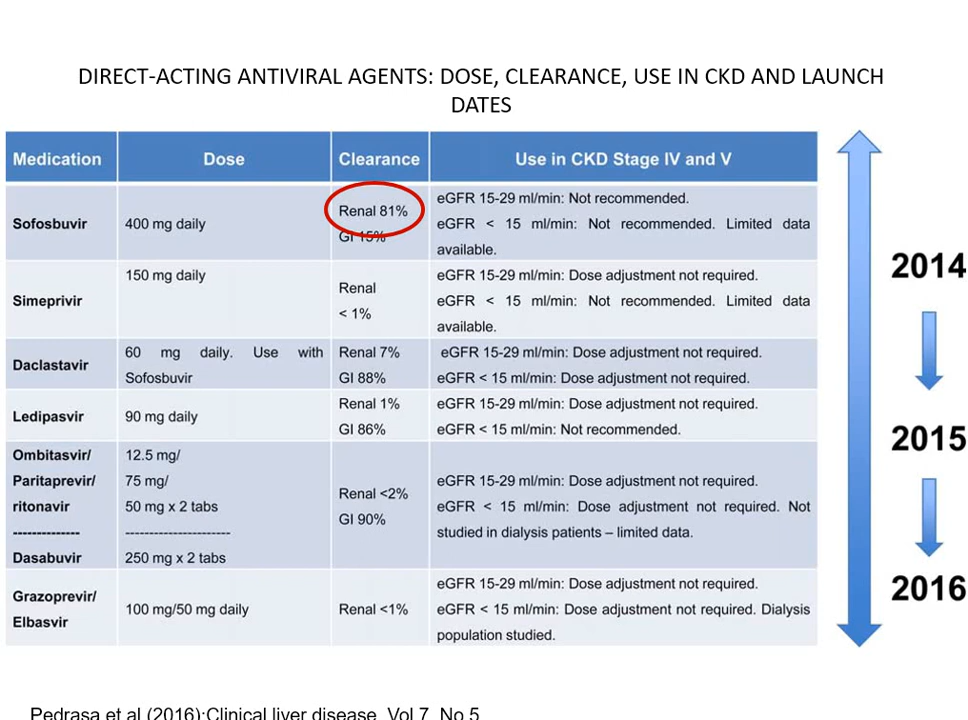 DIRECT-ACTING ANTIVIRAL AGENTS: DOSE, CLEARANCE, USE IN CKD AND LAUNCH
DATES
Medication Dose Clearance Use in CKD Stage IV and V
Sofosbuvir
400 mg daily
Renal 81%
GI 15%
eGFR 15-29 ml/min: Not recommended.
eGFR < 15 ml/min: Not recommended. Limited data
available.
Simeprivir
150 mg daily
Renal
< 1%
eGFR 15-29 ml/min: Dose adjustment not required.
eGFR < 15 ml/min: Not recommended. Limited data
available.
Daclastavir
60 mg daily. Use with
Sofosbuvir
Renal 7%
GI 88%
eGFR 15-29 ml/min: Dose adjustment not required.
eGFR < 15 ml/min: Dose adjustment not required.
Ledipasvir
90 mg daily
Renal 1%
GI 86%
eGFR 15-29 ml/min: Dose adjustment not required.
eGFR < 15 ml/min: Not recommended.
Ombitasvir/
Paritaprevir/
ritonavir
--------------
Dasabuvir
12.5 mg/
75 mg/
50 mg x 2 tabs
----------------------
250 mg x 2 tabs
Renal <2%
GI 90%
eGFR 15-29 ml/min: Dose adjustment not required.
eGFR < 15 ml/min: Dose adjustment not required. Not
studied in dialysis patients – limited data.
Grazoprevir/
Elbasvir
100 mg/50 mg daily
Renal <1%
eGFR 15-29 ml/min: Dose adjustment not required.
eGFR < 15 ml/min: Dose adjustment not required. Dialysis
population studied.
2014
2015
2016
Pedrasa et al (2016):Clinical liver disease, Vol 7, No 5